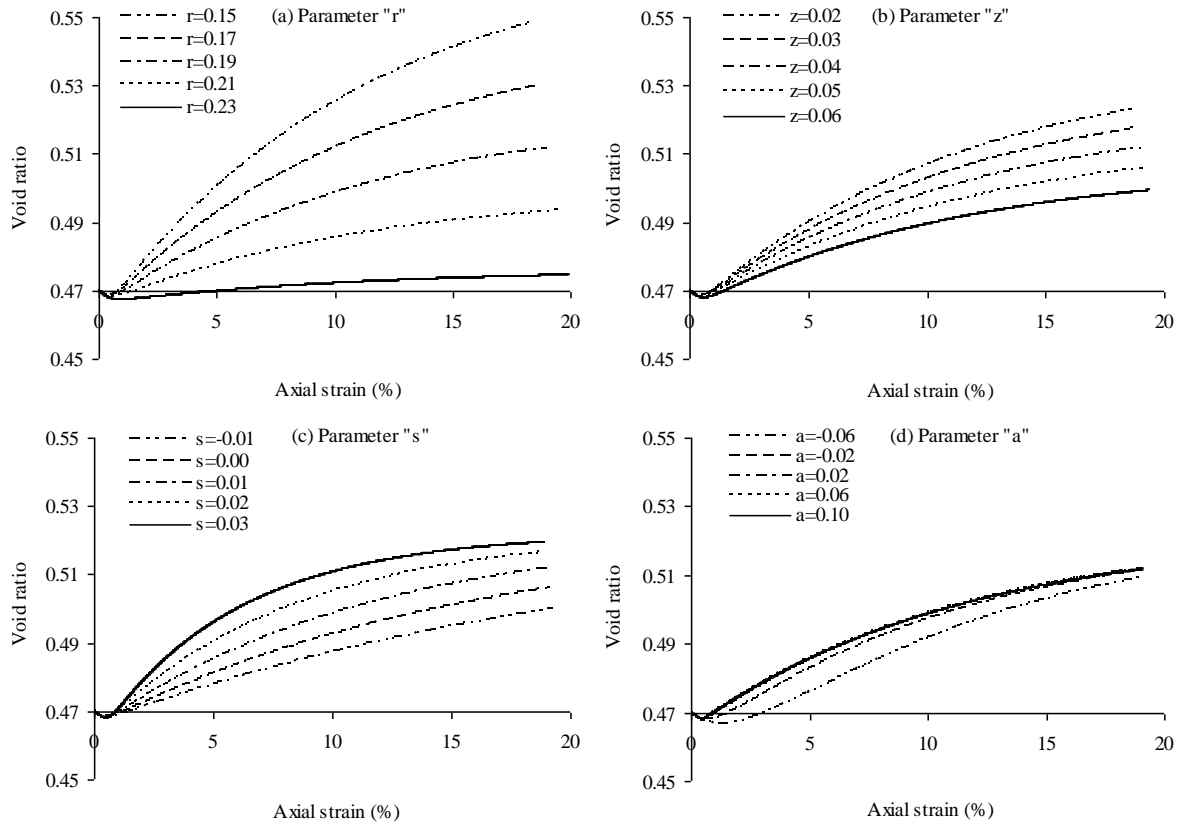 (a) Parameter "r"
r=0.15
r=0.17
r=0.19
r=0.21
r=0.23
0.55
0.53
0.51
0.49
0.47
0.45
Void ratio
0 5 10 15 20
Axial strain (%)
(b) Parameter "z"
z=0.02
z=0.03
z=0.04
z=0.05
z=0.06
0.55
0.53
0.51
0.49
0.47
0.45
Void ratio
0 5 10 15 20
Axial strain (%)
(c) Parameter "s"
s=-0.01
s=0.00
s=0.01
s=0.02
s=0.03
0.55
0.53
0.51
0.49
0.47
0.45
Void ratio
0 5 10 15 20
Axial strain (%)
(d) Parameter "a"
a=-0.06
a=-0.02
a=0.02
a=0.06
a=0.10
0.55
0.53
0.51
0.49
0.47
0.45
Void ratio
0 5 10 15 20
Axial strain (%)